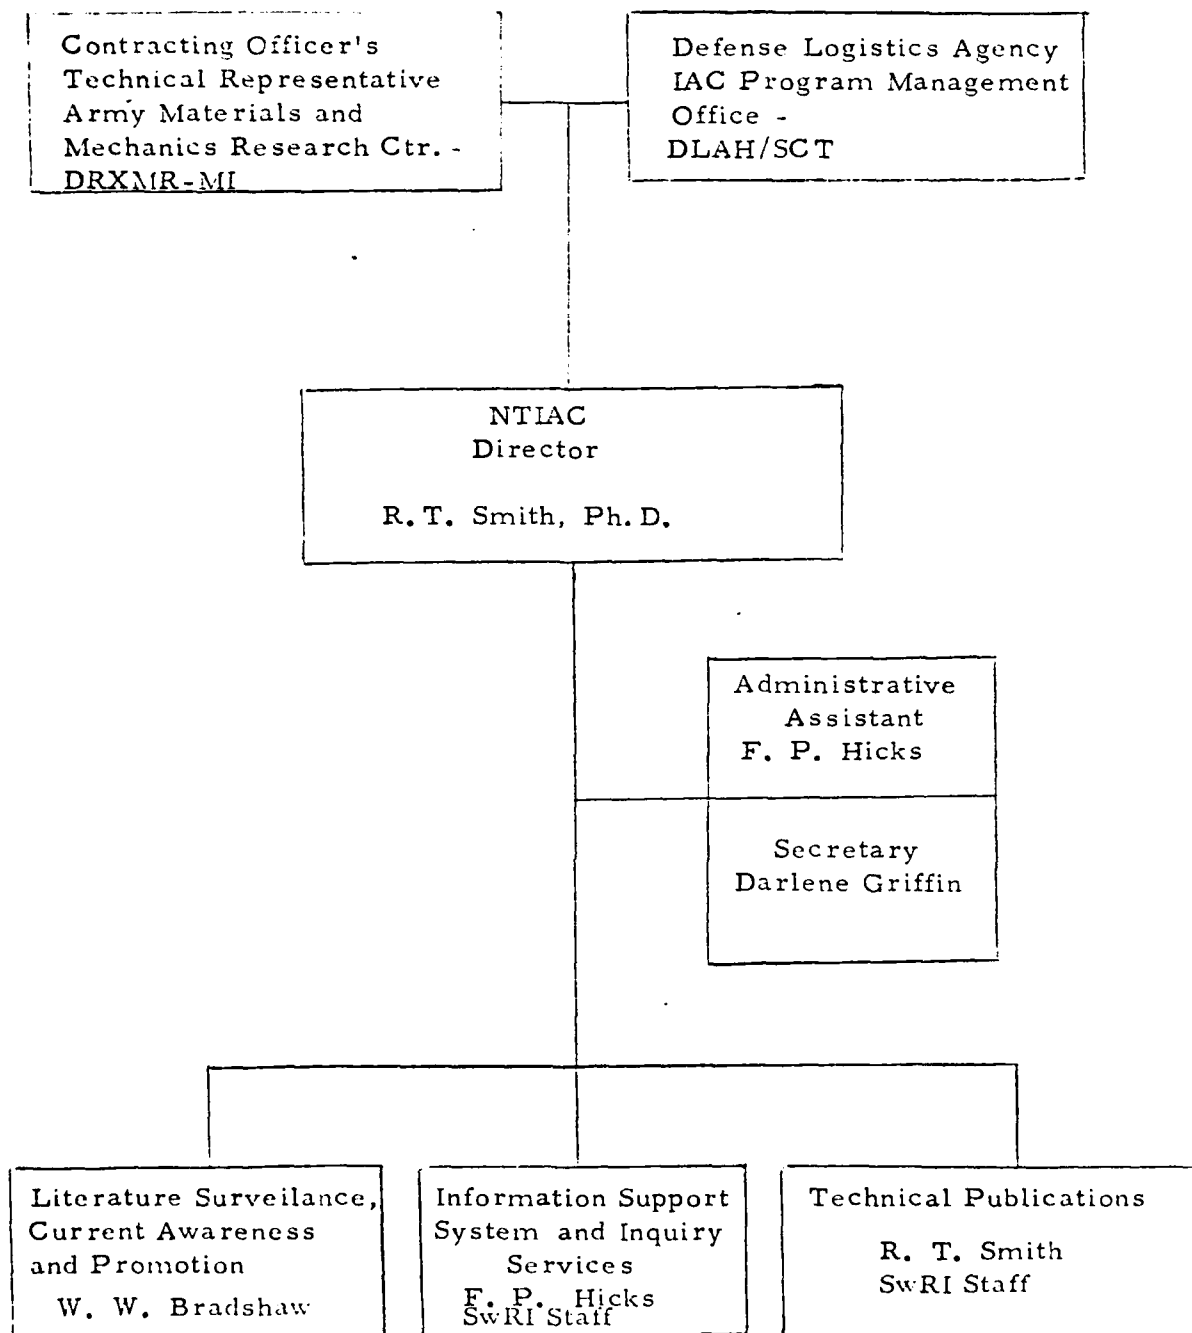 Contracting Officer's
Technical Representative
Army Materials and
Mechanics Research Ctr. -
DRXMR-MI
Defense Logistics Agency
IAC Program Management
Office -
DLAH/SCT
NTIAC
Director
R. T. Smith, Ph. D.
Administrative
Assistant
F. P. Hicks
Secretary
Darlene Griffin
Literature Surveilance,
Current Awareness
and Promotion
W. W. Bradshaw
Information Support
System and Inquiry
Services
F. P. Hicks
SwRI Staff
Technical Publications
R. T. Smith
SwRI Staff